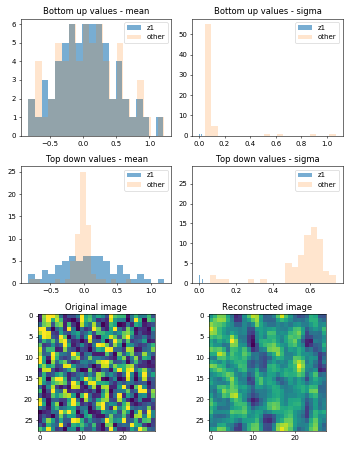 Bottom up values - mean
Bottom up values - sigma
6
5
4
3
2
1
0
z1
other
−0.5 0.0 0.5 1.0
50
40
30
20
10
0
z1
other
0.0 0.2 0.4 0.6 0.8 1.0
Top down values - mean
Top down values - sigma
25
20
15
10
5
0
z1
other
−0.5 0.0 0.5 1.0
25
20
15
10
5
0
z1
other
0.0 0.2 0.4 0.6
Original image
Reconstructed image
0
5
10
15
20
25
0 10 20
0
5
10
15
20
25
0 10 20